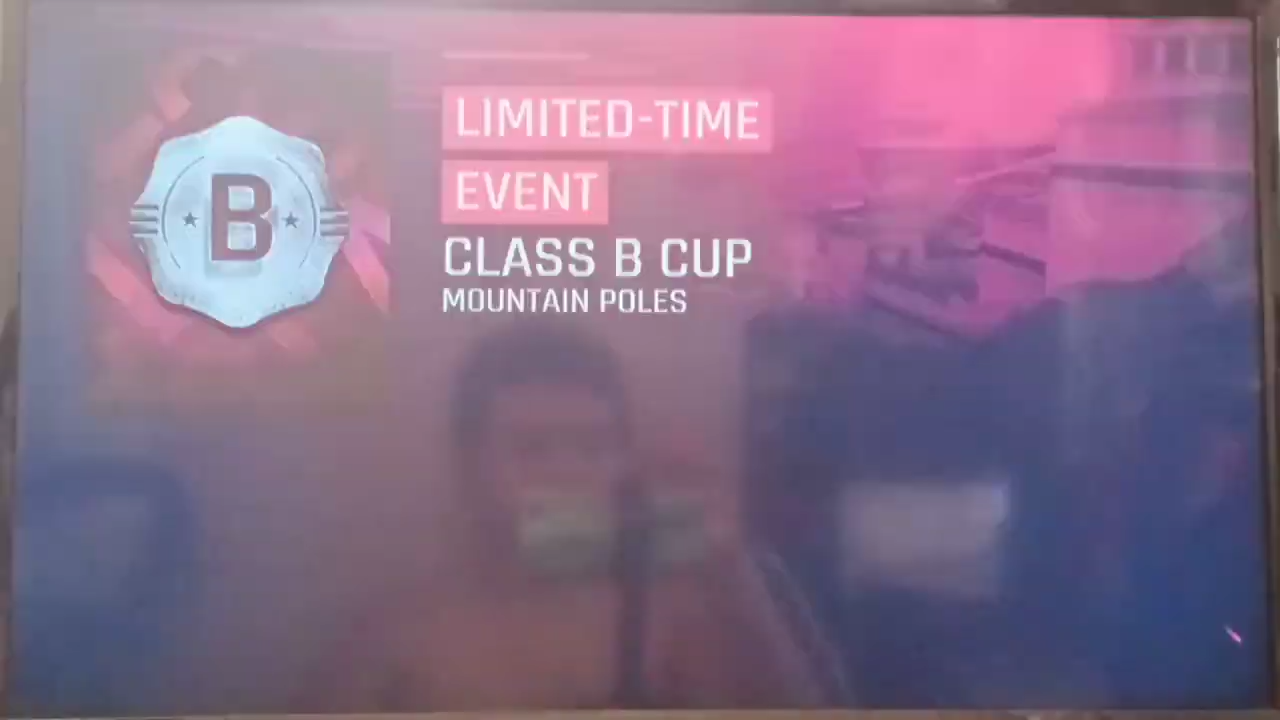 B
LIMITED-TIME
EVENT
CLASS B CUP
MOUNTAIN POLES